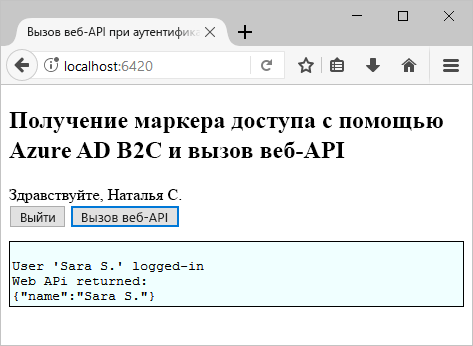 Вызов веб-API при аутентифика
localhost:6420
Получение маркера доступа с помощью
Azure AD B2C и вызов веб-API
Здравствуйте, Наталья С.
Выйти Вызов веб-API
User 'Sara S.' logged-in
Web APi returned:
{"name":"Sara S."}